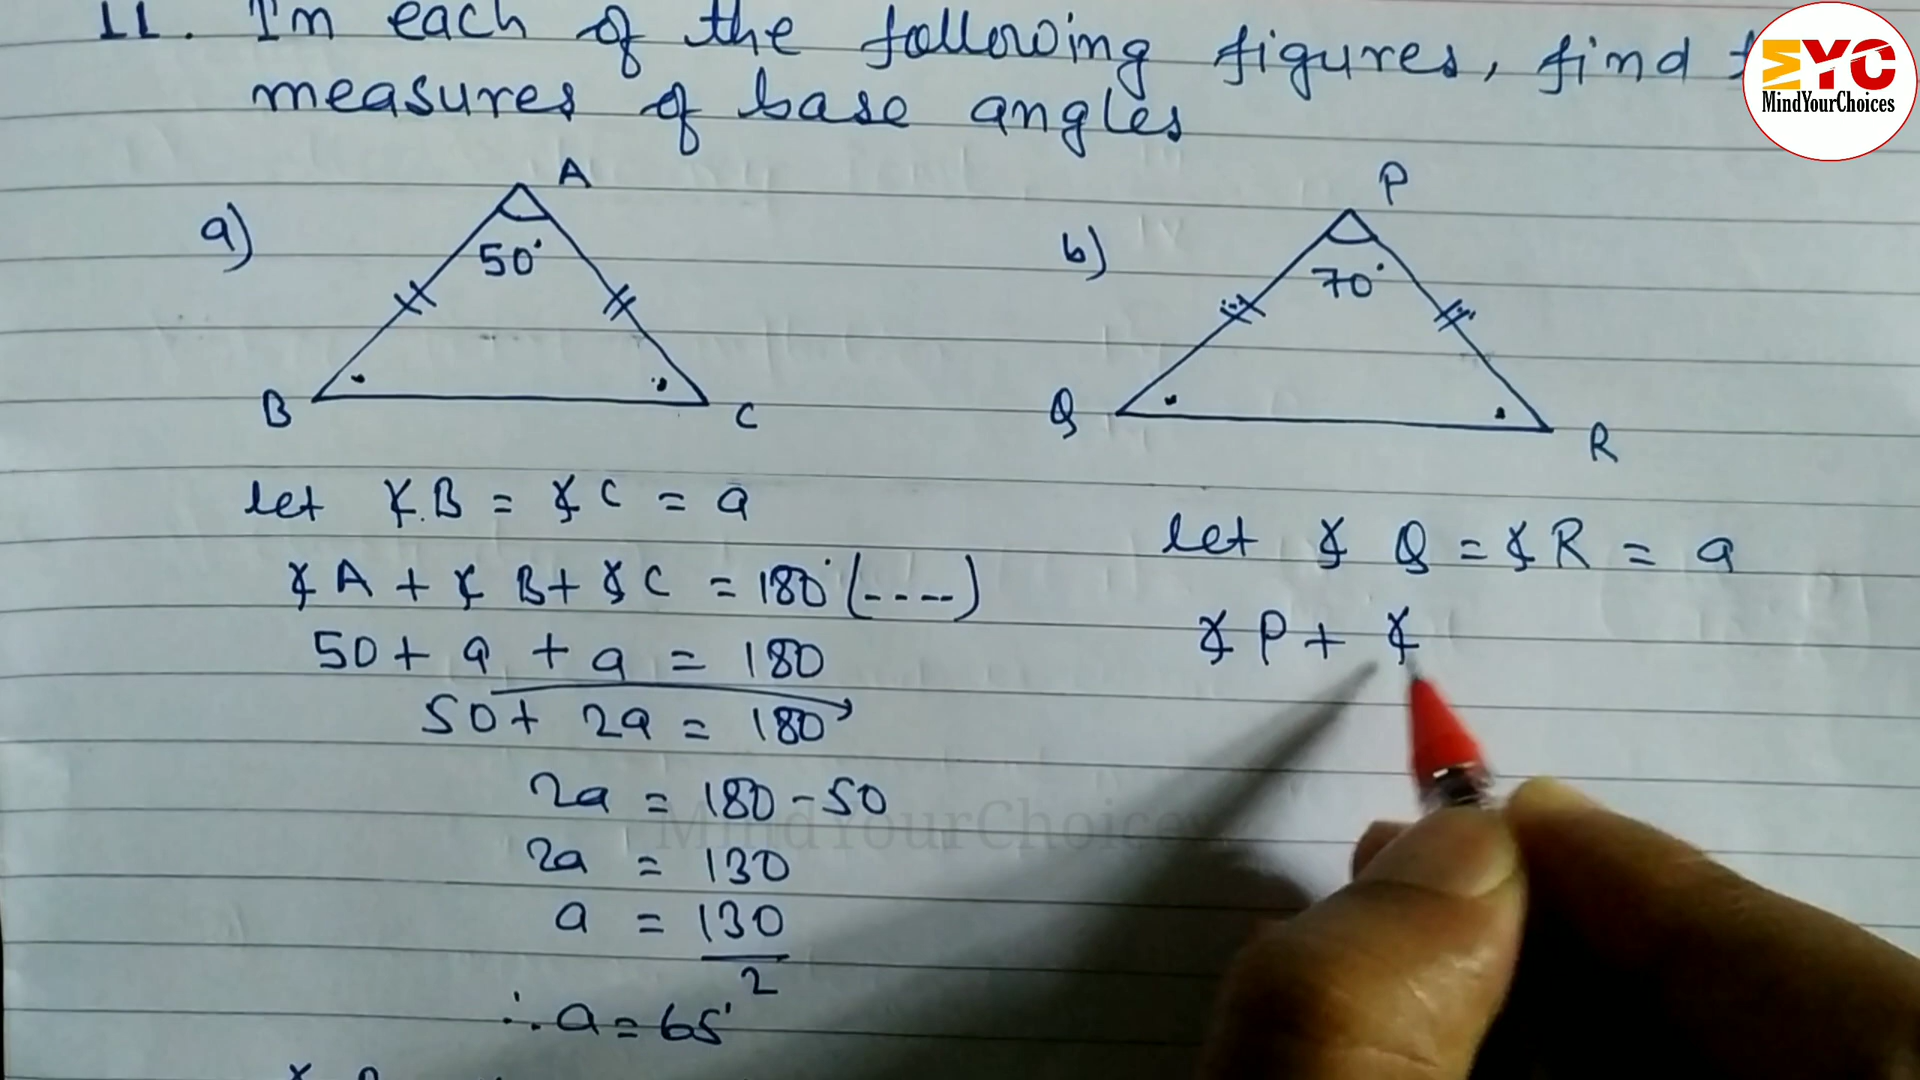 11. In each of the following figures, find
measures of base angles
a)
A
50°
B
C
let ∠B = ∠C = a
∠A + ∠B + ∠C = 180° (----)
50 + a + a = 180
50 + 2a = 180
2a = 180 - 50
2a = 130
a = 130
2
∴ a = 65°
b)
P
70°
Q
R
let ∠Q = ∠R = a
∠P + ∠
MYC
MindYourChoices
MindYourChoices